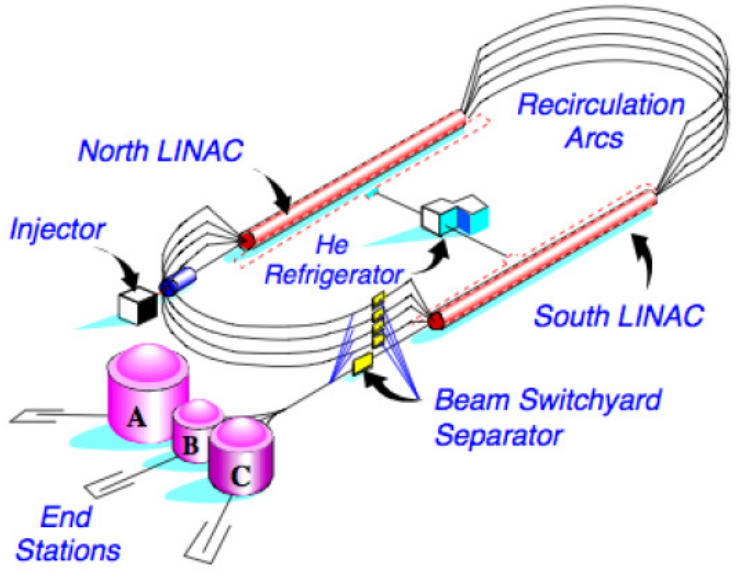 Recirculation
Arcs
North LINAC
Injector
He
Refrigerator
South LINAC
Beam Switchyard
Separator
A
B
C
End
Stations